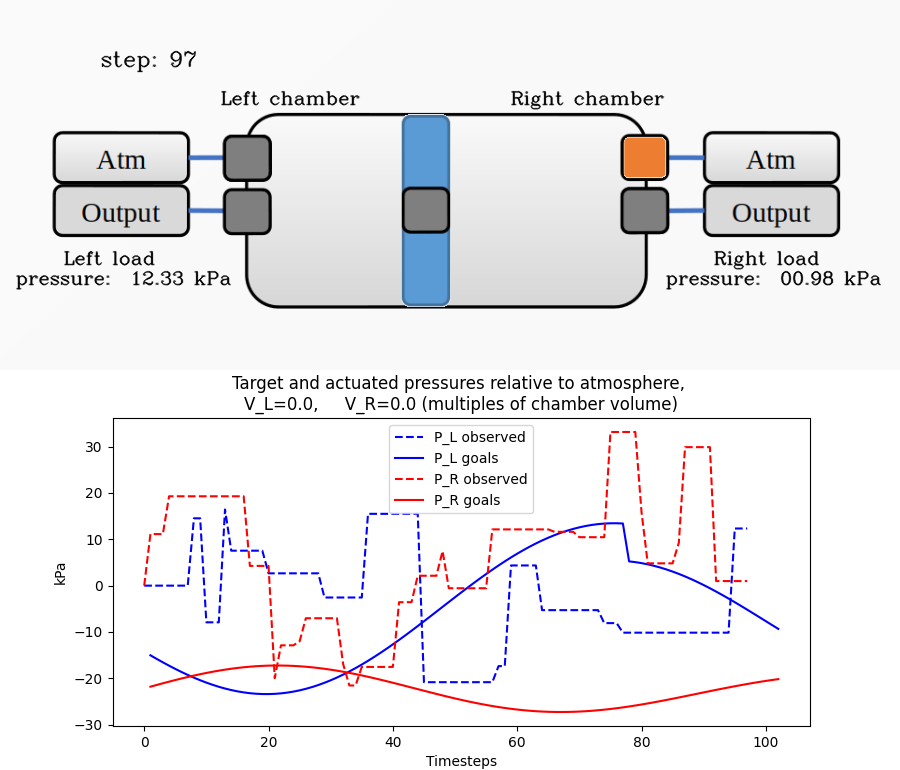 step: 97
Left chamber
Right chamber
Atm
Atm
Output
Output
Left load
pressure: 12.33 kPa
Right load
pressure: 00.98 kPa
Target and actuated pressures relative to atmosphere,
V_L=0.0, V_R=0.0 (multiples of chamber volume)
P_L observed
P_L goals
P_R observed
P_R goals
kPa
30
20
10
0
−10
−20
−30
0 20 40 60 80 100
Timesteps